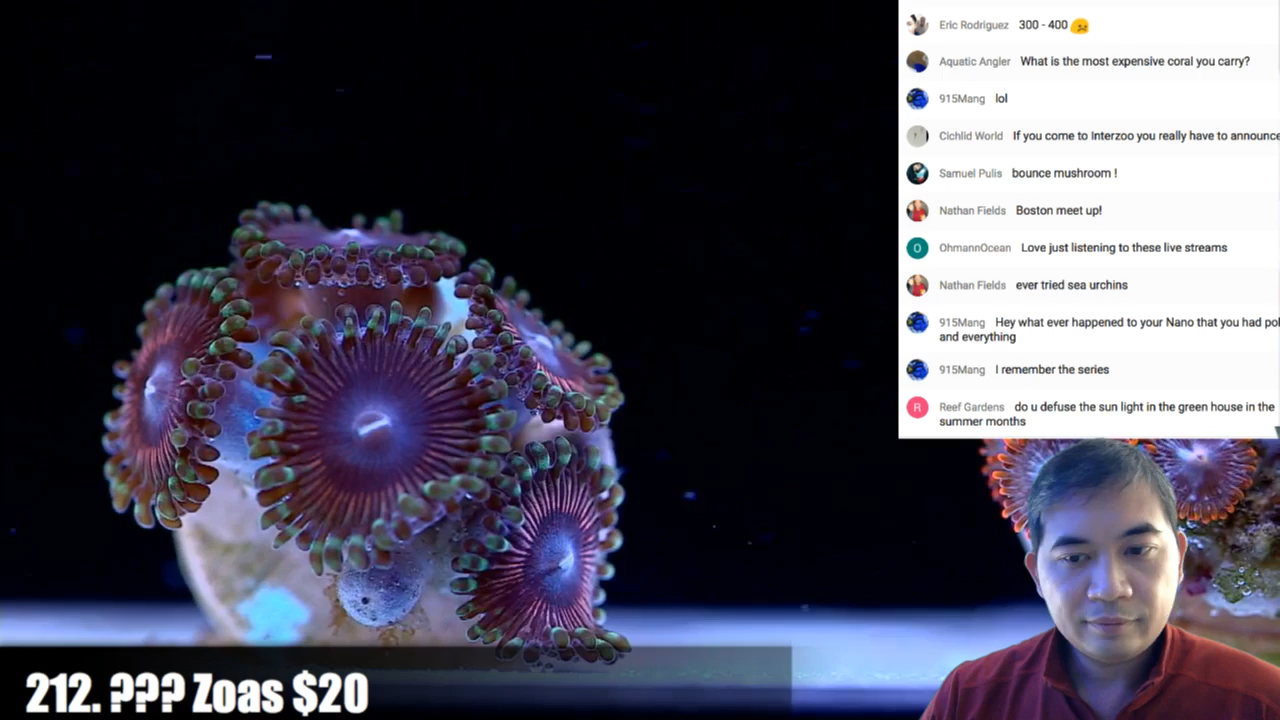 Eric Rodriguez 300 - 400
Aquatic Angler What is the most expensive coral you carry?
915Mang lol
Cichlid World If you come to Interzoo you really have to announce
Samuel Pulis bounce mushroom !
Nathan Fields Boston meet up!
O OhmannOcean Love just listening to these live streams
Nathan Fields ever tried sea urchins
915Mang Hey what ever happened to your Nano that you had
and everything
915Mang I remember the series
R Reef Gardens do u defuse the sun light in the green house in the
summer months
212. ??? Zoas $20